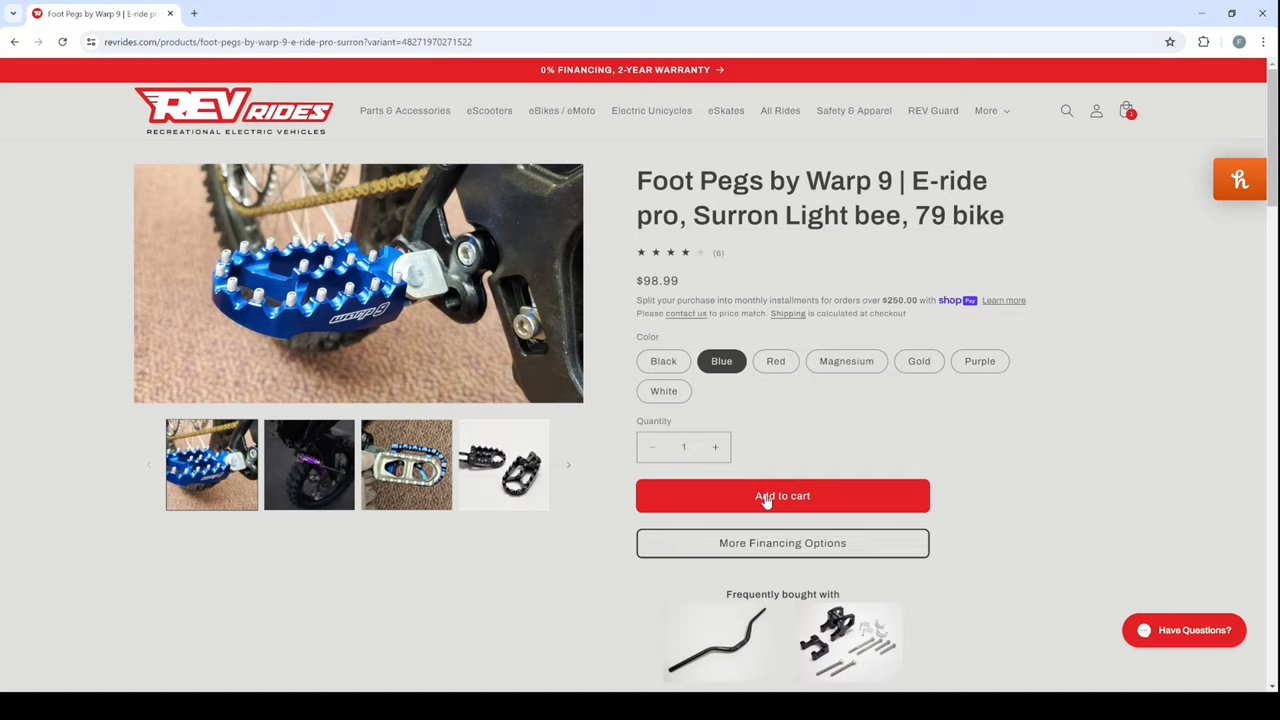 Foot Pegs by Warp 9 | E-ride pr
revrides.com/products/foot-pegs-by-warp-9-e-ride-pro-surron?variant=48271970271522
0% FINANCING, 2-YEAR WARRANTY
REV RIDES
RECREATIONAL ELECTRIC VEHICLES
Parts & Accessories eScooters eBikes / eMoto Electric Unicycles eSkates All Rides Safety & Apparel REV Guard More
1
Foot Pegs by Warp 9 | E-ride
pro, Surron Light bee, 79 bike
(6)
$98.99
Split your purchase into monthly installments for orders over $250.00 with shop Pay Learn more
Please contact us to price match. Shipping is calculated at checkout
Color
Black Blue Red Magnesium Gold Purple
White
Quantity
− 1 +
Add to cart
More Financing Options
Frequently bought with
Have Questions?
warp 9